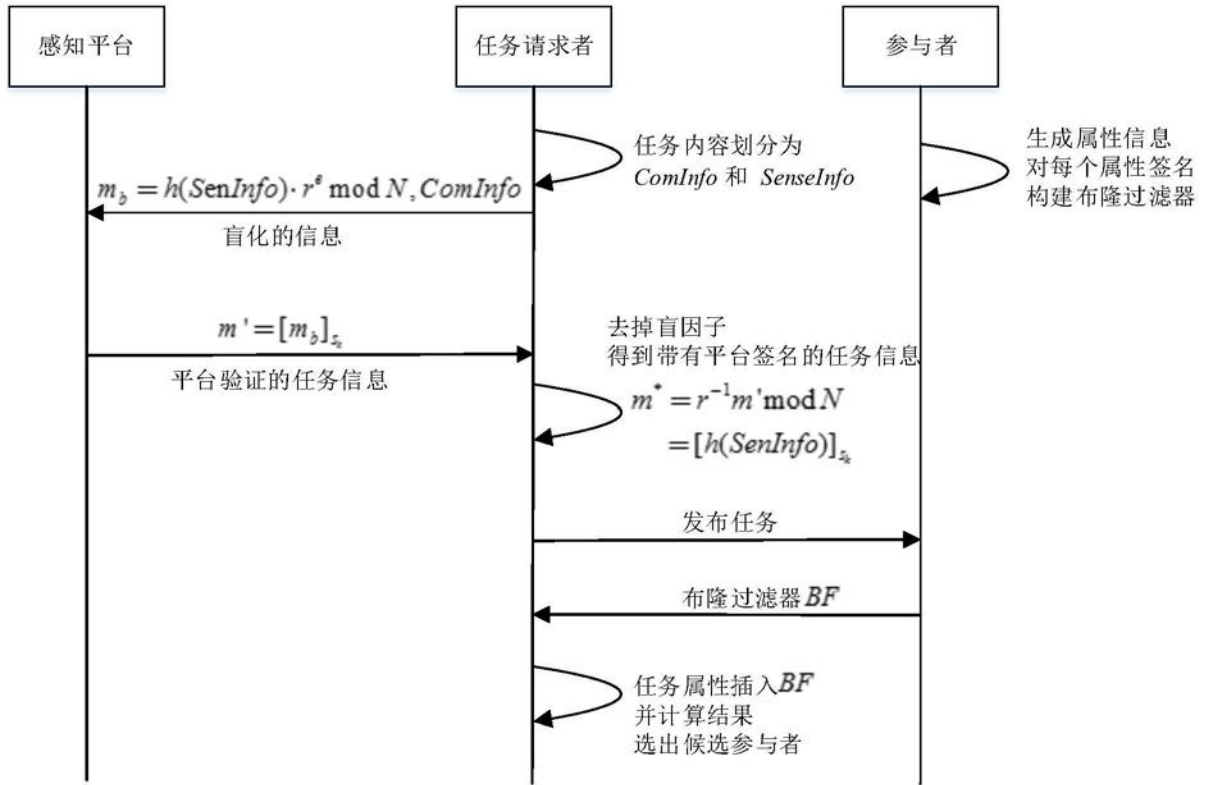 感知平台
任务请求者
参与者
任务内容划分为
ComInfo 和 SenseInfo
生成属性信息
对每个属性签名
构建布隆过滤器
m_b = h(SenInfo)· r^e mod N, ComInfo
盲化的信息
m' = [m_b]_{s_k}
平台验证的任务信息
去掉盲因子
得到带有平台签名的任务信息
m^* = r^{-1}m' mod N
= [h(SenInfo)]_{s_k}
发布任务
布隆过滤器 BF
任务属性插入BF
并计算结果
选出候选参与者